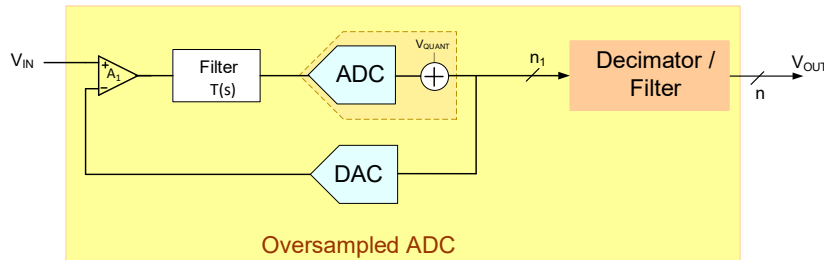 V_IN
+
A_1
−
Filter
T(s)
ADC
V_QUANT
+
n_1
Decimator /
Filter
n
V_OUT
DAC
Oversampled ADC